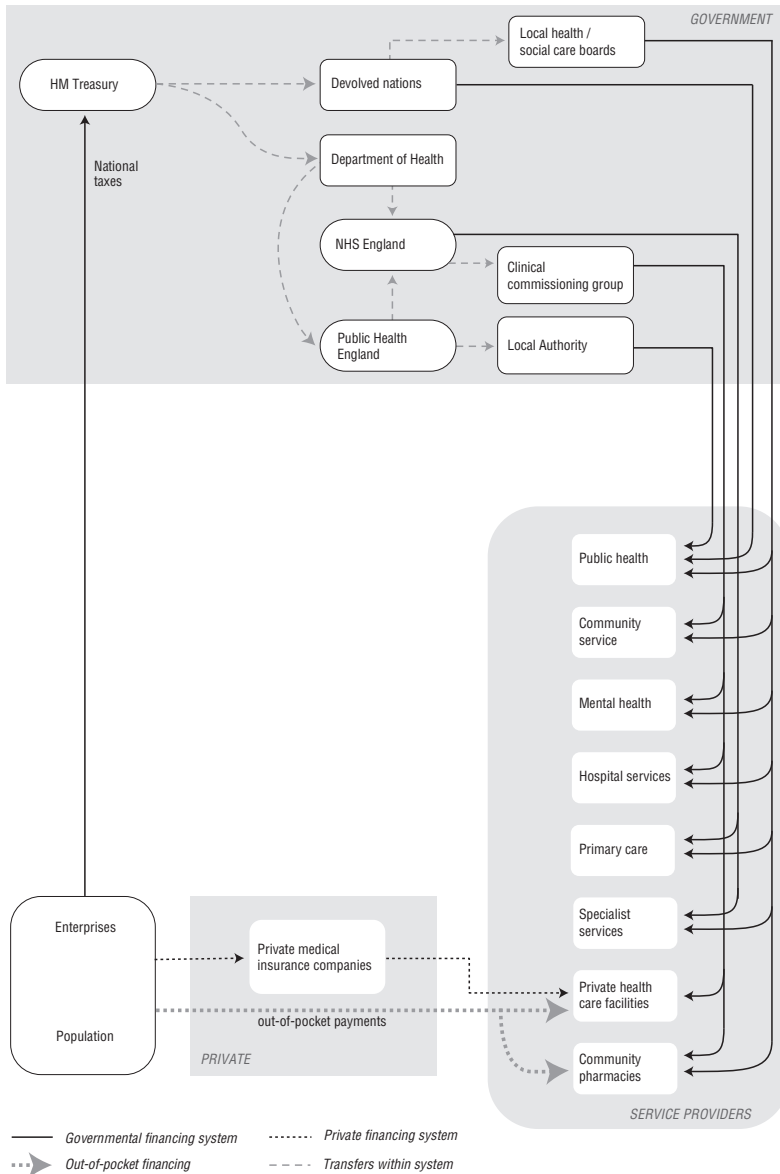 GOVERNMENT
Local health /
social care boards
HM Treasury
Devolved nations
National
taxes
Department of Health
NHS England
Clinical
commissioning group
Public Health
England
Local Authority
Public health
Community
service
Mental health
Hospital services
Primary care
Specialist
services
Enterprises
Private medical
insurance companies
Private health
care facilities
out-of-pocket payments
Population
PRIVATE
Community
pharmacies
SERVICE PROVIDERS
Governmental financing system
Private financing system
Out-of-pocket financing
Transfers within system